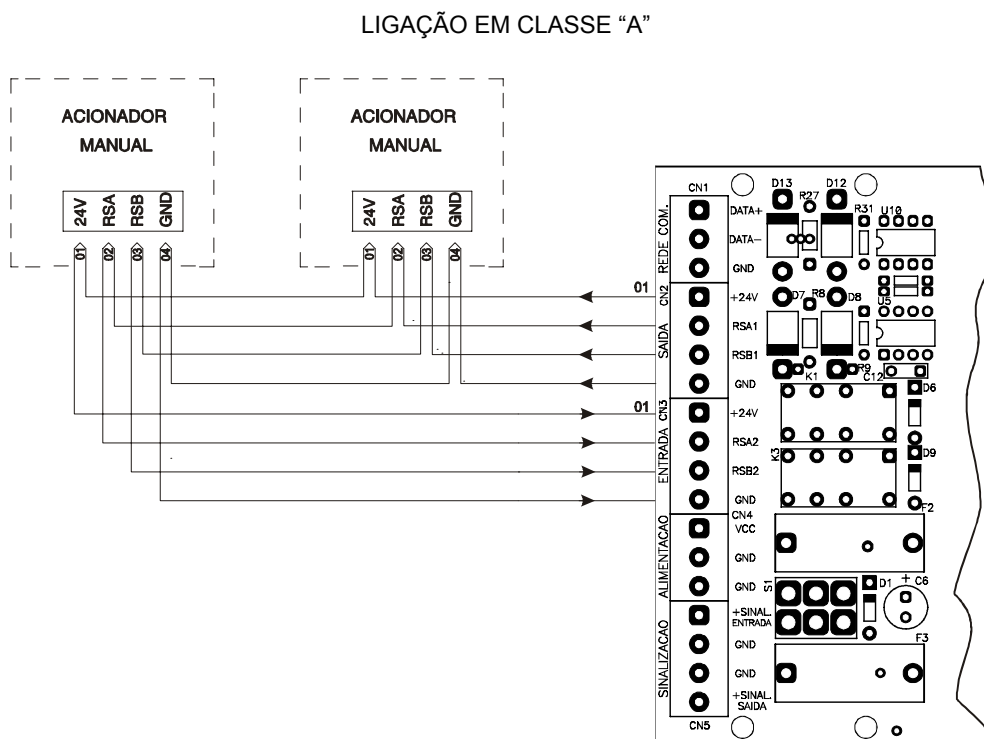 LIGAÇÃO EM CLASSE “A”
ACIONADOR
MANUAL
24V
RSA
RSB
GND
01
02
03
04
ACIONADOR
MANUAL
24V
RSA
RSB
GND
01
02
03
04
CN1
REDE COM.
DATA+
DATA-
GND
D13
R27
D12
R31
U10
01
CN2
SAIDA
+24V
RSA1
RSB1
GND
D7
R8
D8
U5
K1
R9
C12
D6
01
CN3
ENTRADA
+24V
RSA2
RSB2
GND
K3
D9
F2
CN4
ALIMENTACAO
VCC
GND
GND
S1
D1
+
C6
SINALIZACAO
+SINAL.
ENTRADA
GND
GND
+SINAL.
SAIDA
F3
CN5